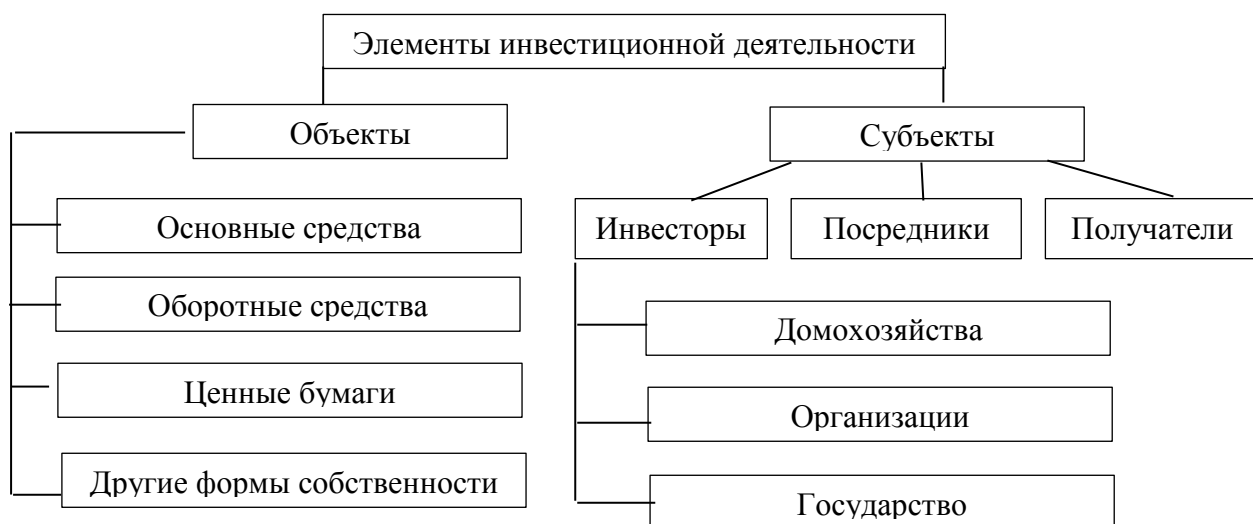 Элементы инвестиционной деятельности
Объекты
Субъекты
Основные средства
Инвесторы
Посредники
Получатели
Оборотные средства
Домохозяйства
Ценные бумаги
Организации
Другие формы собственности
Государство